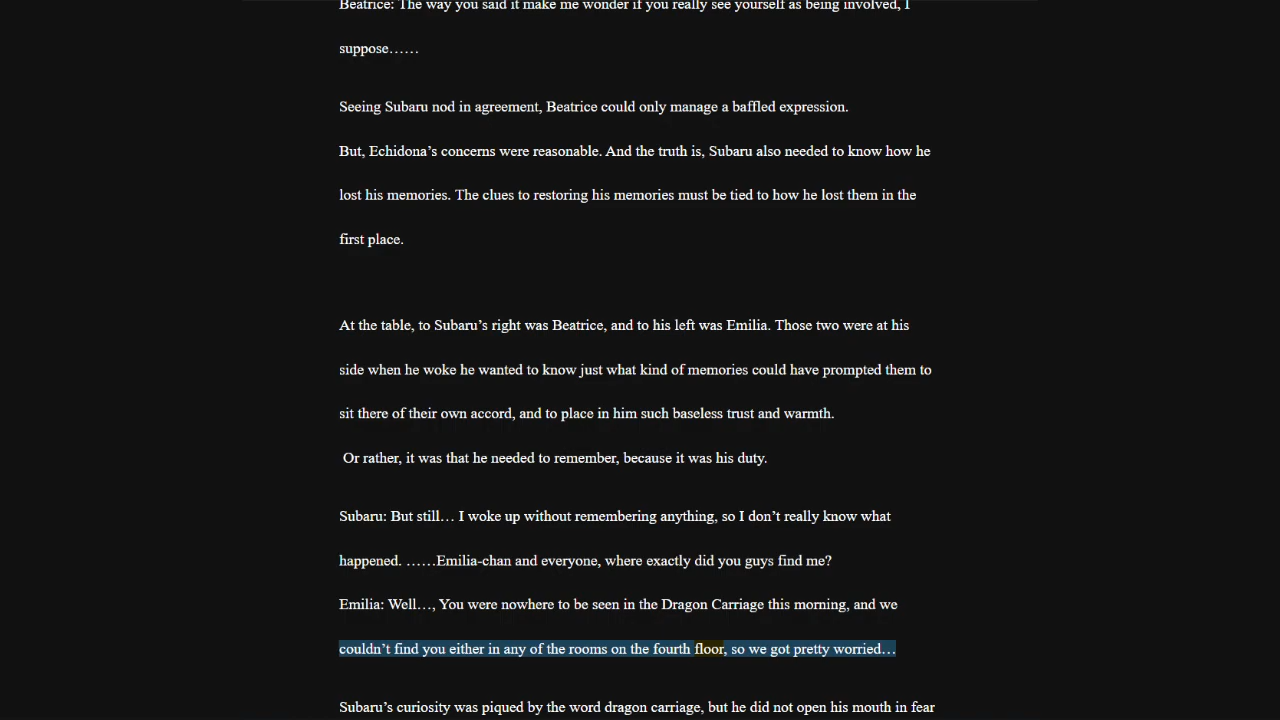 Beatrice: The way you said it make me wonder if you really see yourself as being involved, I
suppose……
Seeing Subaru nod in agreement, Beatrice could only manage a baffled expression.
But, Echidona’s concerns were reasonable. And the truth is, Subaru also needed to know how he
lost his memories. The clues to restoring his memories must be tied to how he lost them in the
first place.
At the table, to Subaru’s right was Beatrice, and to his left was Emilia. Those two were at his
side when he woke he wanted to know just what kind of memories could have prompted them to
sit there of their own accord, and to place in him such baseless trust and warmth.
Or rather, it was that he needed to remember, because it was his duty.
Subaru: But still… I woke up without remembering anything, so I don’t really know what
happened. ……Emilia-chan and everyone, where exactly did you guys find me?
Emilia: Well…, You were nowhere to be seen in the Dragon Carriage this morning, and we
couldn’t find you either in any of the rooms on the fourth floor, so we got pretty worried…
Subaru’s curiosity was piqued by the word dragon carriage, but he did not open his mouth in fear